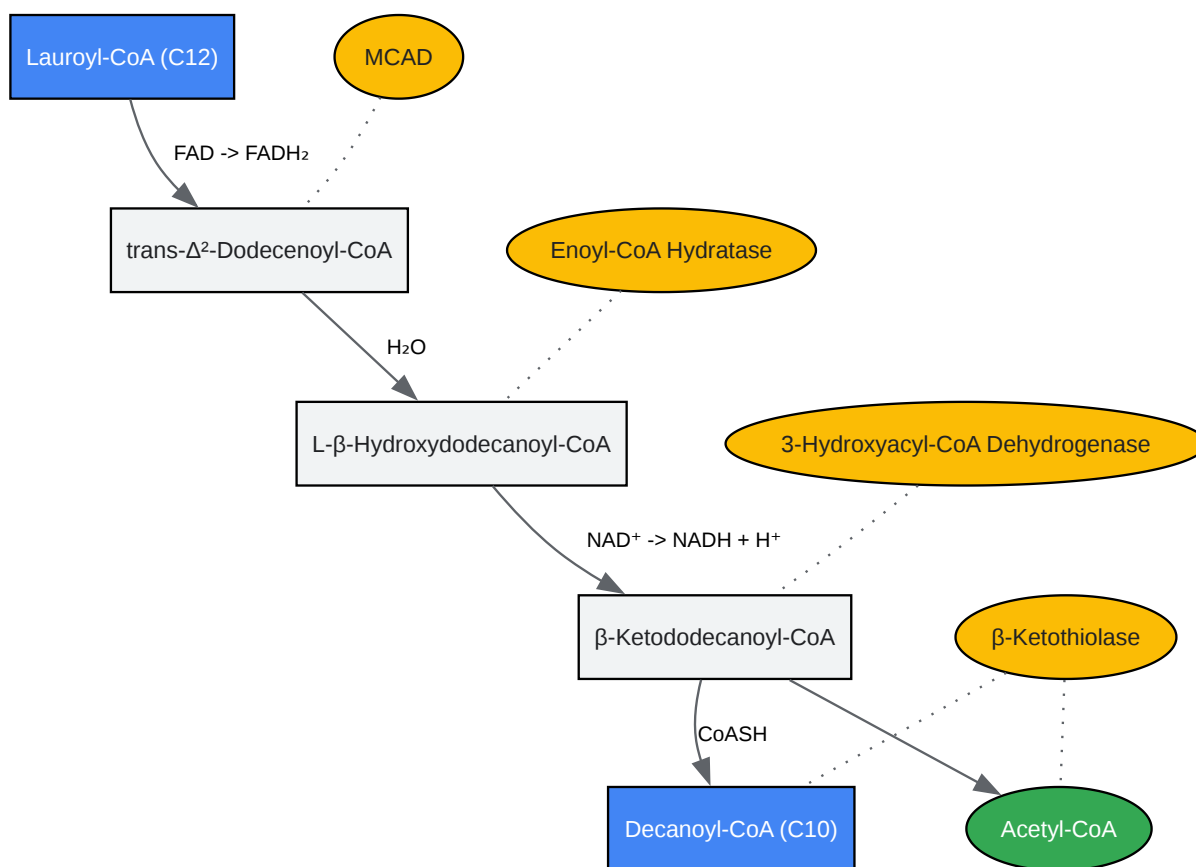 Lauroyl-CoA (C12)
MCAD
FAD -> FADH₂
trans-Δ²-Dodecenoyl-CoA
Enoyl-CoA Hydratase
H₂O
L-β-Hydroxydodecanoyl-CoA
3-Hydroxyacyl-CoA Dehydrogenase
NAD⁺ -> NADH + H⁺
β-Ketododecanoyl-CoA
β-Ketothiolase
CoASH
Decanoyl-CoA (C10)
Acetyl-CoA